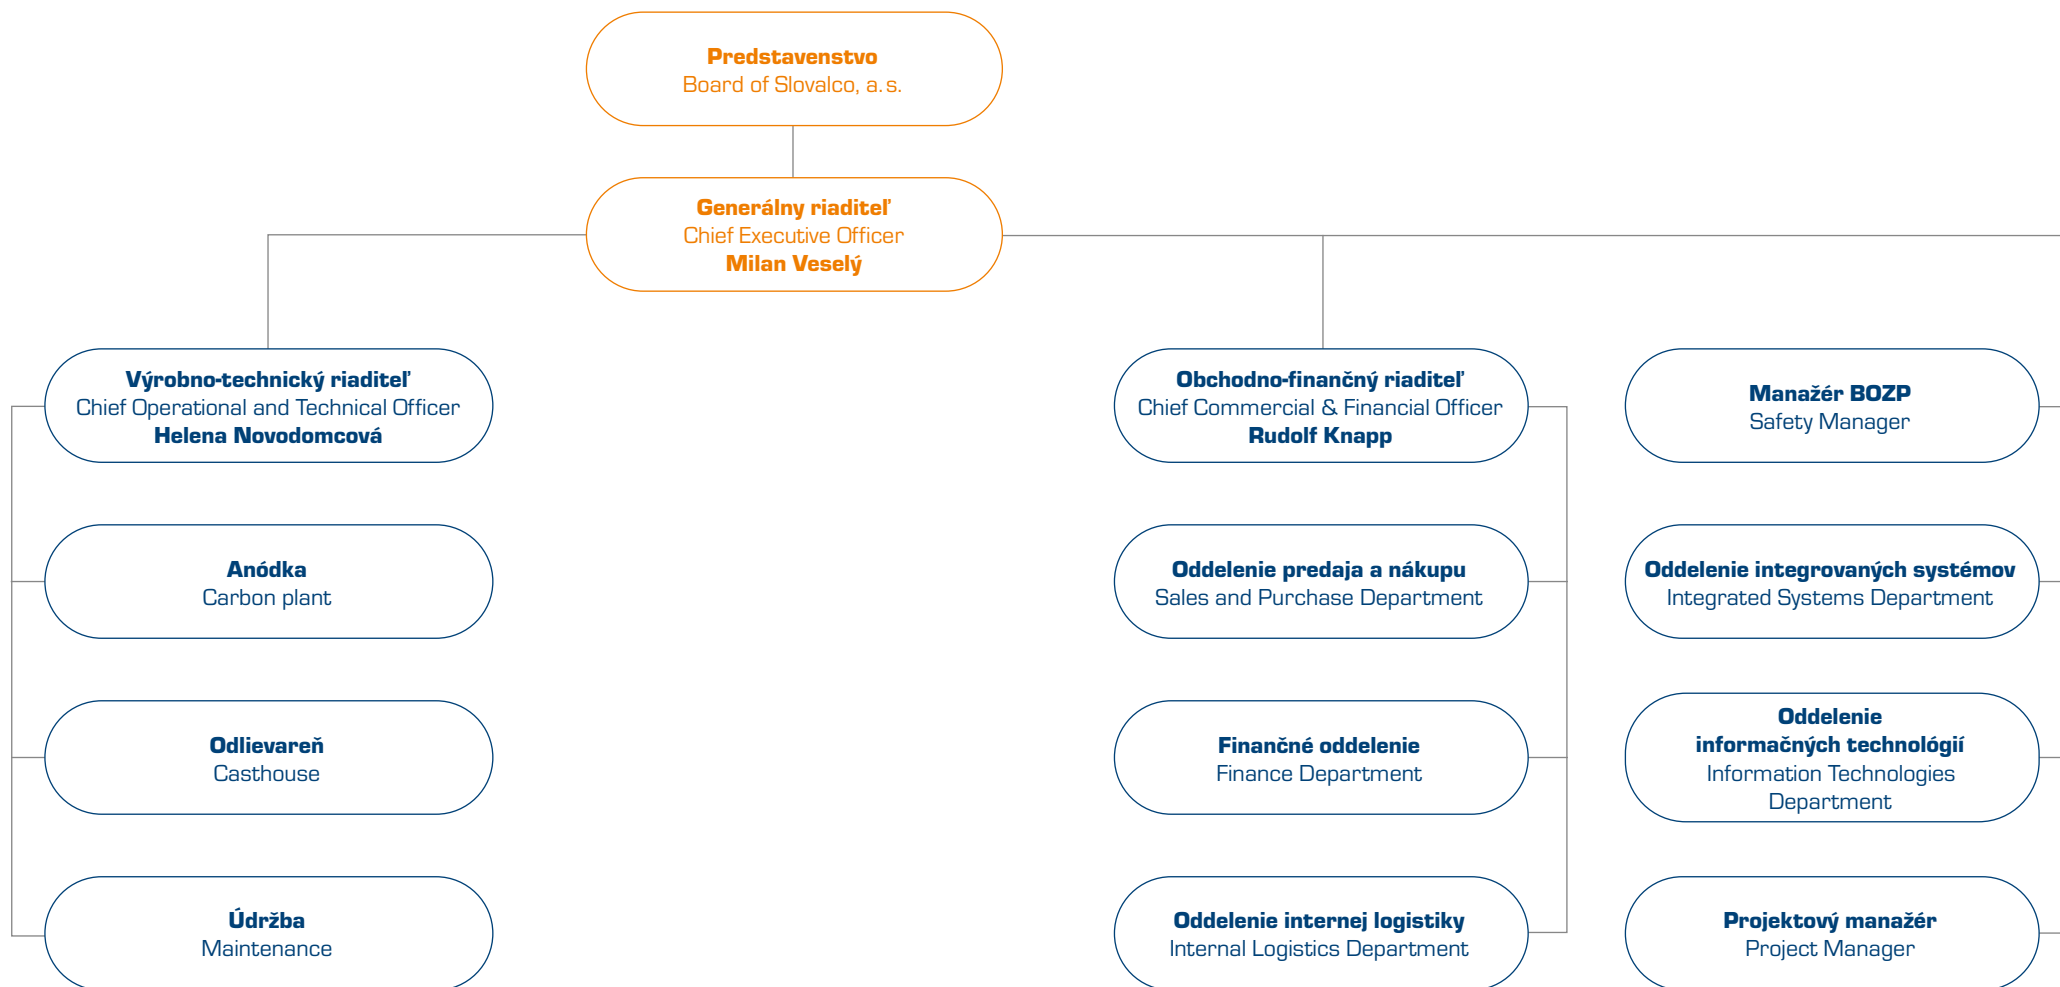 Predstavenstvo
Board of Slovalco, a. s.
Generálny riaditeľ
Chief Executive Officer
Milan Veselý
Výrobno-technický riaditeľ
Chief Operational and Technical Officer
Helena Novodomcová
Obchodno-finančný riaditeľ
Chief Commercial & Financial Officer
Rudolf Knapp
Manažér BOZP
Safety Manager
Anódka
Carbon plant
Oddelenie predaja a nákupu
Sales and Purchase Department
Oddelenie integrovaných systémov
Integrated Systems Department
Odlievareň
Casthouse
Finančné oddelenie
Finance Department
Oddelenie
informačných technológií
Information Technologies
Department
Údržba
Maintenance
Oddelenie internej logistiky
Internal Logistics Department
Projektový manažér
Project Manager